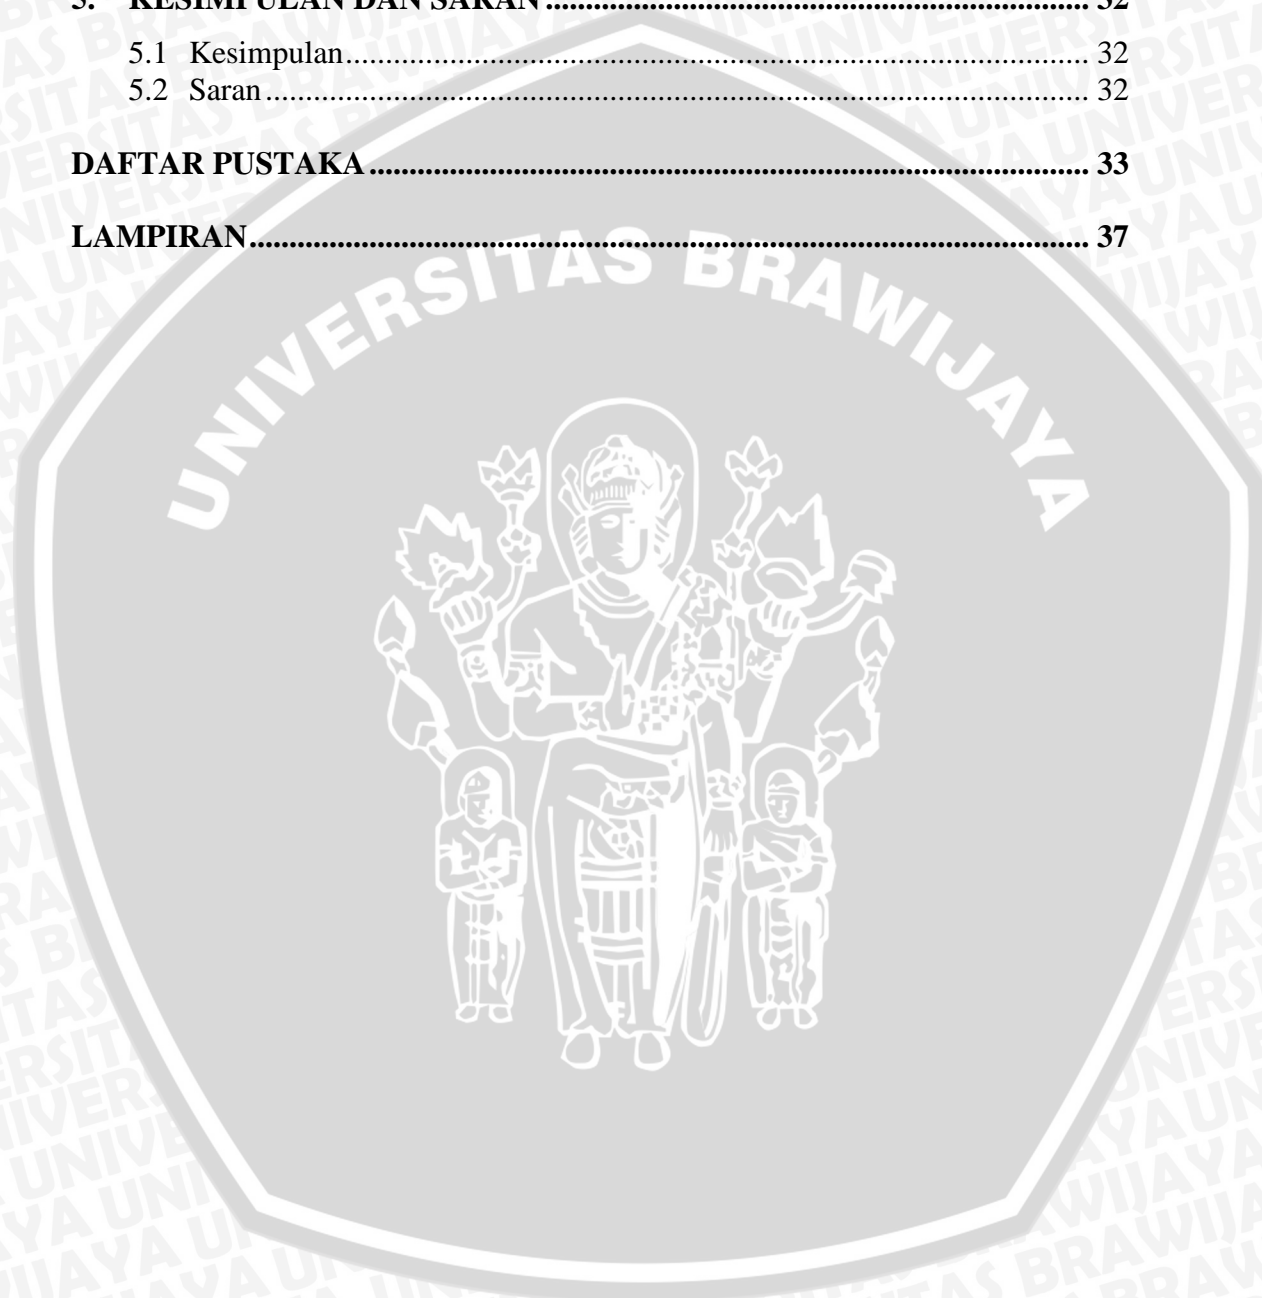 5. KESIMPULAN DAN SARAN ........................................................................ 32
5.1 Kesimpulan .............................................................................................. 32
5.2 Saran ....................................................................................................... 32
DAFTAR PUSTAKA ........................................................................................... 33
LAMPIRAN ......................................................................................................... 37
UNIVERSITAS BRAWIJAYA